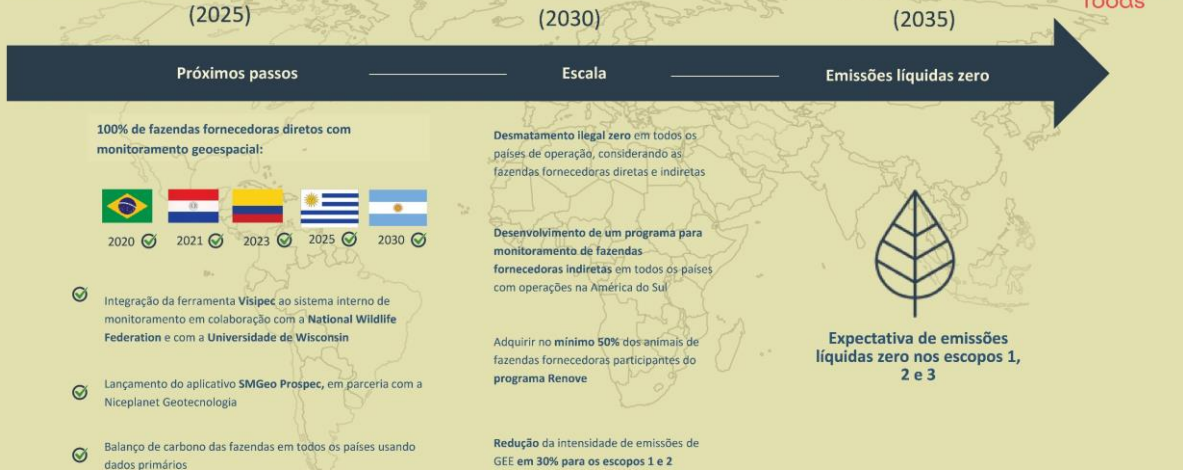 foods
(2025)
(2030)
(2035)
Próximos passos
Escala
Emissões líquidas zero
100% de fazendas fornecedoras diretos com
monitoramento geoespacial:
2020
2021
2023
2025
2030
Integração da ferramenta Visipec ao sistema interno de
monitoramento em colaboração com a National Wildlife
Federation e com a Universidade de Wisconsin
Lançamento do aplicativo SMGeo Prospec, em parceria com a
Niceplanet Geotecnologia
Balanço de carbono das fazendas em todos os países usando
dados primários
Desmatamento ilegal zero em todos os
países de operação, considerando as
fazendas fornecedoras diretas e indiretas
Desenvolvimento de um programa para
monitoramento de fazendas
fornecedoras indiretas em todos os países
com operações na América do Sul
Adquirir no mínimo 50% dos animais de
fazendas fornecedoras participantes do
programa Renove
Redução da intensidade de emissões de
GEE em 30% para os escopos 1 e 2
Expectativa de emissões
líquidas zero nos escopos 1,
2 e 3